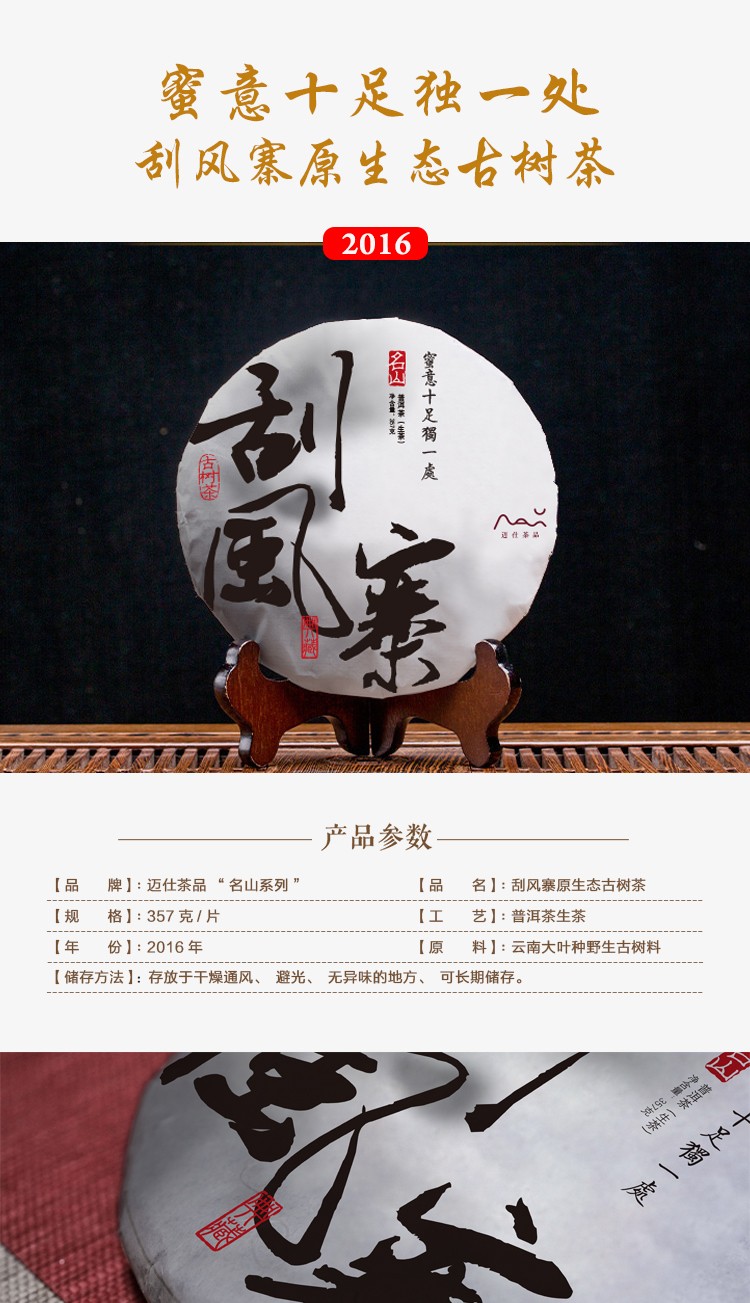 蜜意十足独一处
刮风寨原生态古树茶
2016
刮風寨
古树茶
典藏
名山
普洱茶（生茶）
净含量：357克
蜜意十足獨一處
迈仕茶品
产品参数
【品 牌】：迈仕茶品 “ 名山系列 ”
【品 名】：刮风寨原生态古树茶
【规 格】：357 克 / 片
【工 艺】：普洱茶生茶
【年 份】：2016 年
【原 料】：云南大叶种野生古树料
【储存方法】：存放于干燥通风、 避光、 无异味的地方、 可长期储存。
名山
普洱茶（生茶）
净含量：357克
十足獨一處
典藏